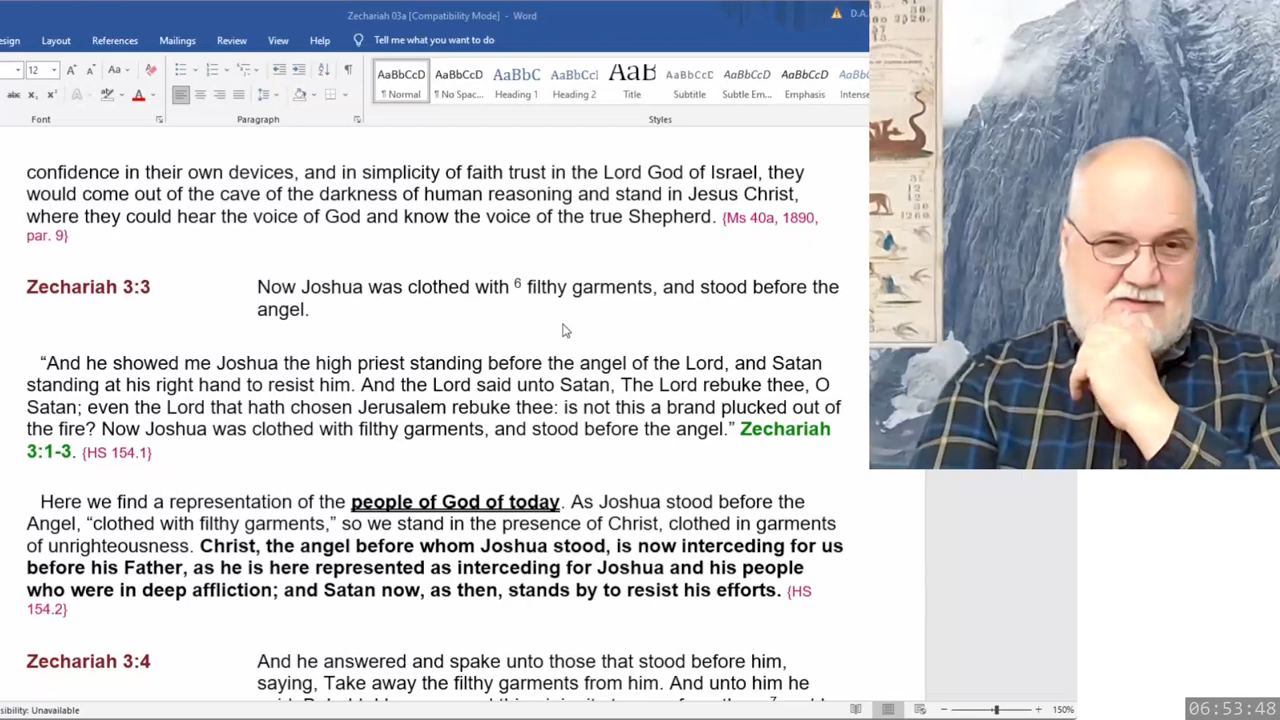 Zechariah 03a [Compatibility Mode] - Word
D.A.
esign Layout References Mailings Review View Help Tell me what you want to do
12 Aa
AaBbCcD AaBbCcD AaBbC AaBbCcI AaB AaBbCcD AaBbCcD AaBbCcD AaBb
abc X₂ X² A
¶ Normal ¶ No Spac... Heading 1 Heading 2 Title Subtitle Subtle Em... Emphasis Intense
Font Paragraph Styles
confidence in their own devices, and in simplicity of faith trust in the Lord God of Israel, they
would come out of the cave of the darkness of human reasoning and stand in Jesus Christ,
where they could hear the voice of God and know the voice of the true Shepherd. {Ms 40a, 1890,
par. 9}
Zechariah 3:3 Now Joshua was clothed with 6 filthy garments, and stood before the
angel.
“And he showed me Joshua the high priest standing before the angel of the Lord, and Satan
standing at his right hand to resist him. And the Lord said unto Satan, The Lord rebuke thee, O
Satan; even the Lord that hath chosen Jerusalem rebuke thee: is not this a brand plucked out of
the fire? Now Joshua was clothed with filthy garments, and stood before the angel.” Zechariah
3:1-3. {HS 154.1}
Here we find a representation of the people of God of today. As Joshua stood before the
Angel, “clothed with filthy garments,” so we stand in the presence of Christ, clothed in garments
of unrighteousness. Christ, the angel before whom Joshua stood, is now interceding for us
before his Father, as he is here represented as interceding for Joshua and his people
who were in deep affliction; and Satan now, as then, stands by to resist his efforts. {HS
154.2}
Zechariah 3:4 And he answered and spake unto those that stood before him,
saying, Take away the filthy garments from him. And unto him he
sibility: Unavailable
150%
06:53:48
1260